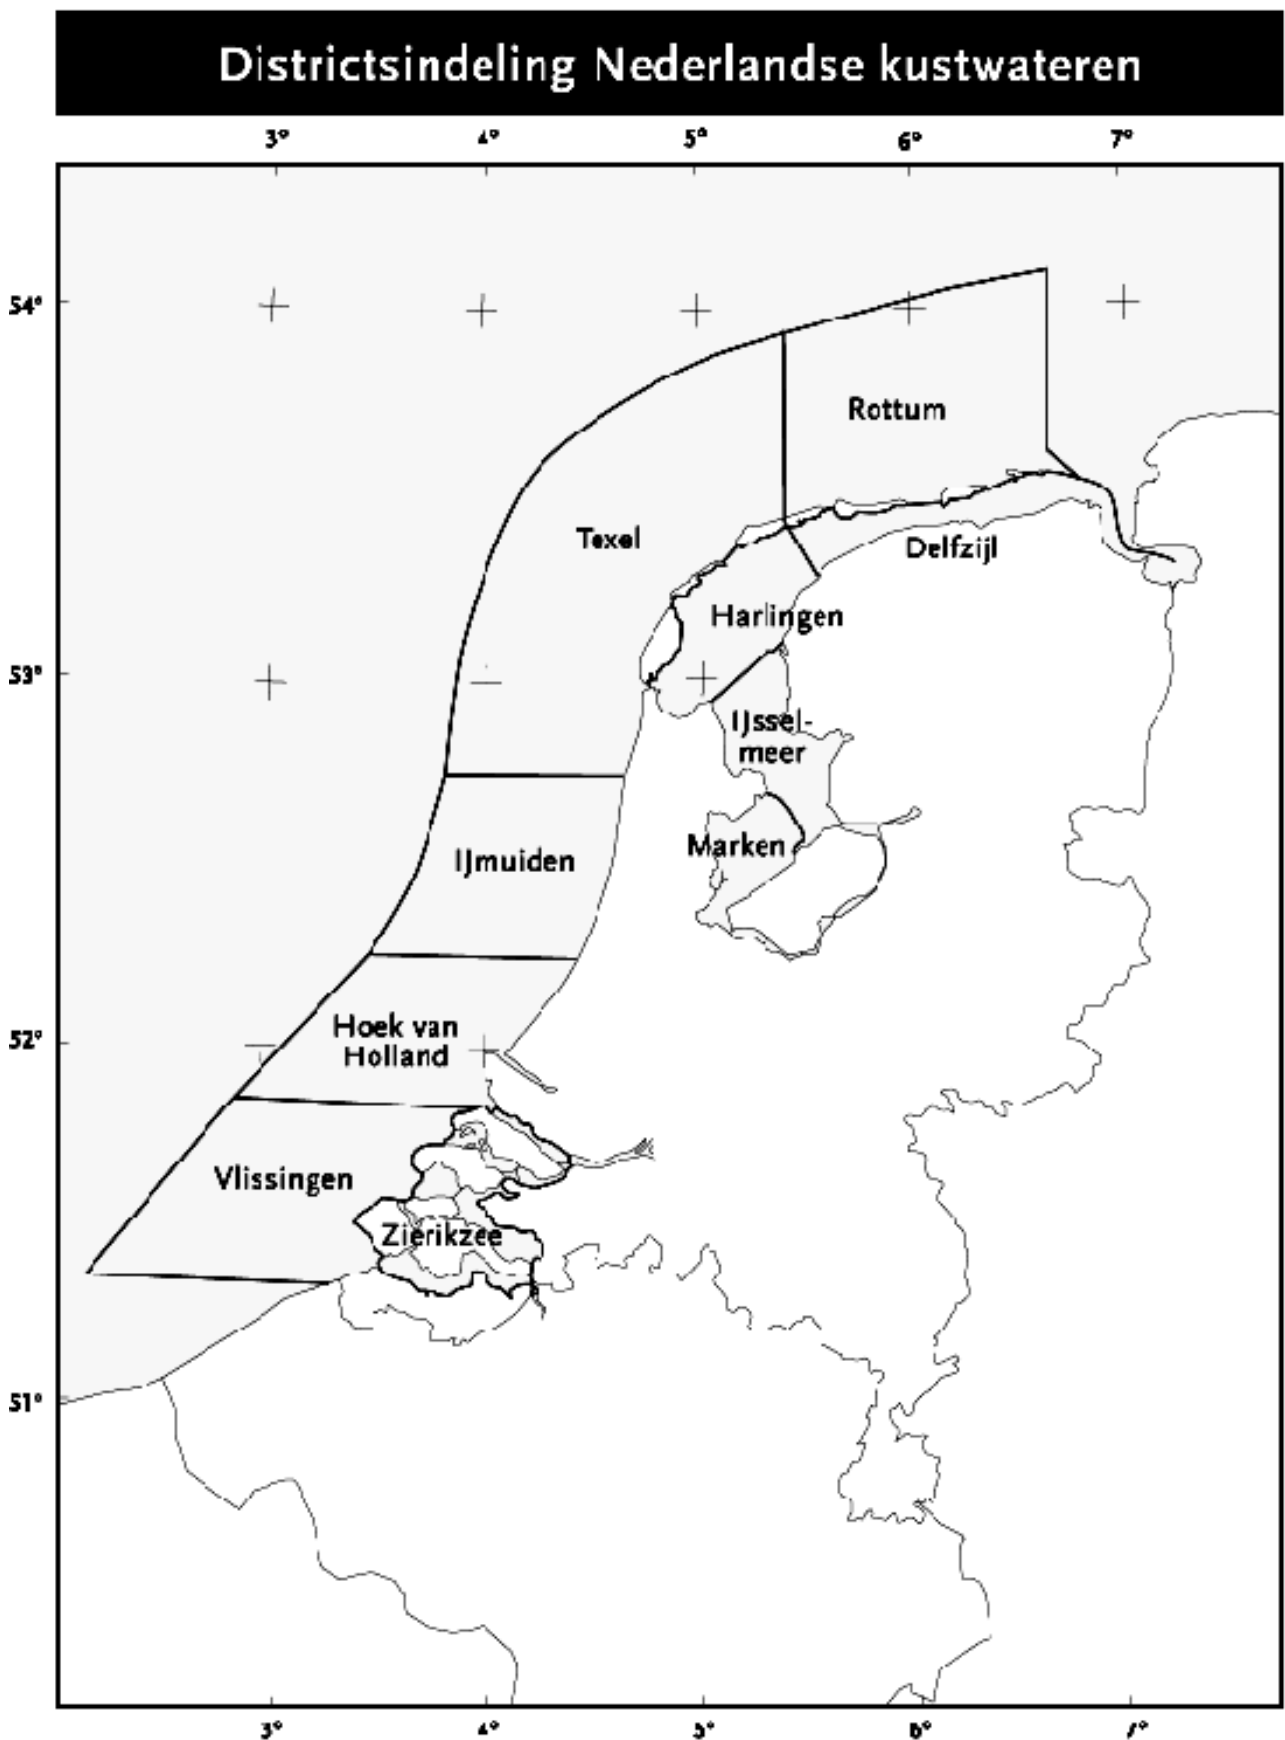 Districtsindeling Nederlandse kustwateren
3° 4° 5° 6° 7°
54°
Rottum
Texel
Delfzijl
Harlingen
53°
IJssel-
meer
Marken
IJmuiden
52°
Hoek van
Holland
Vlissingen
Zierikzee
51°
3° 4° 5° 6° 7°